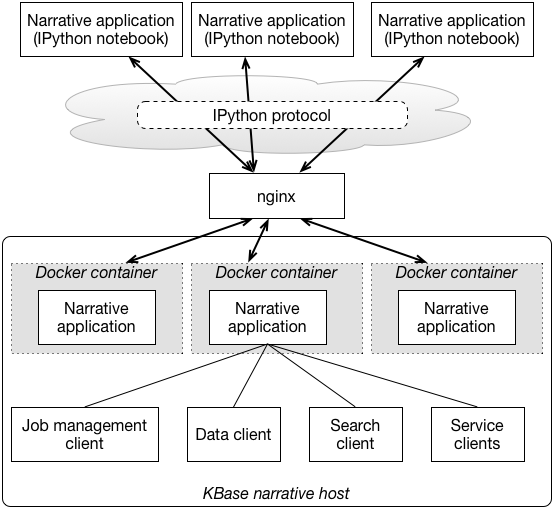 Narrative application
(IPython notebook)
Narrative application
(IPython notebook)
Narrative application
(IPython notebook)
IPython protocol
nginx
Docker container
Docker container
Docker container
Narrative
application
Narrative
application
Narrative
application
Job management
client
Data client
Search
client
Service
clients
KBase narrative host